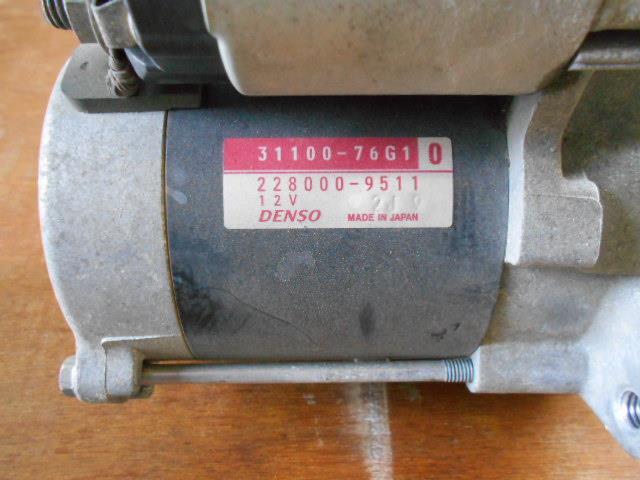 31100-76G1 0
228000-9511
12V
DENSO MADE IN JAPAN